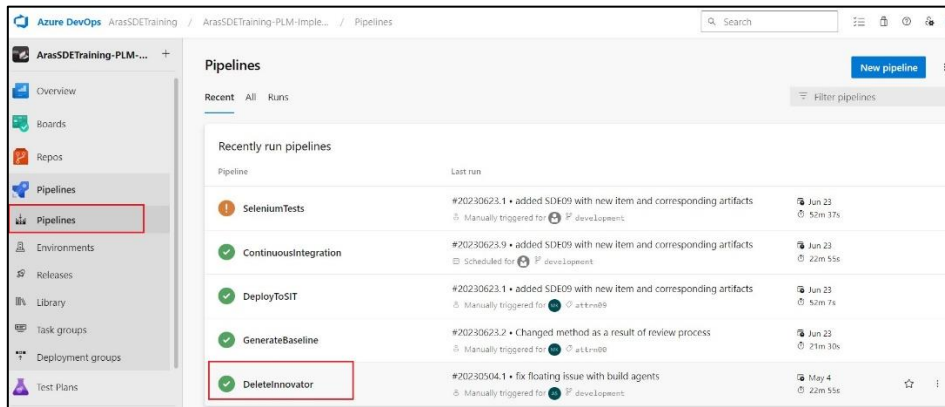 Azure DevOps ArasSDETraining / ArasSDETraining-PLM-Imple... / Pipelines
Search
ArasSDETraining-PLM-... +
Overview
Boards
Repos
Pipelines
Pipelines
Environments
Releases
Library
Task groups
Deployment groups
Test Plans
Pipelines
New pipeline
Recent All Runs
Filter pipelines
Recently run pipelines
Pipeline Last run
SeleniumTests
#20230623.1 • added SDE09 with new item and corresponding artifacts
Manually triggered for development
Jun 23
52m 37s
ContinuousIntegration
#20230623.9 • added SDE09 with new item and corresponding artifacts
Scheduled for development
Jun 23
22m 55s
DeployToSIT
#20230623.1 • added SDE09 with new item and corresponding artifacts
Manually triggered for attrn09
Jun 23
52m 7s
GenerateBaseline
#20230623.2 • Changed method as a result of review process
Manually triggered for attrn00
Jun 23
21m 30s
DeleteInnovator
#20230504.1 • fix floating issue with build agents
Manually triggered for development
May 4
22m 55s